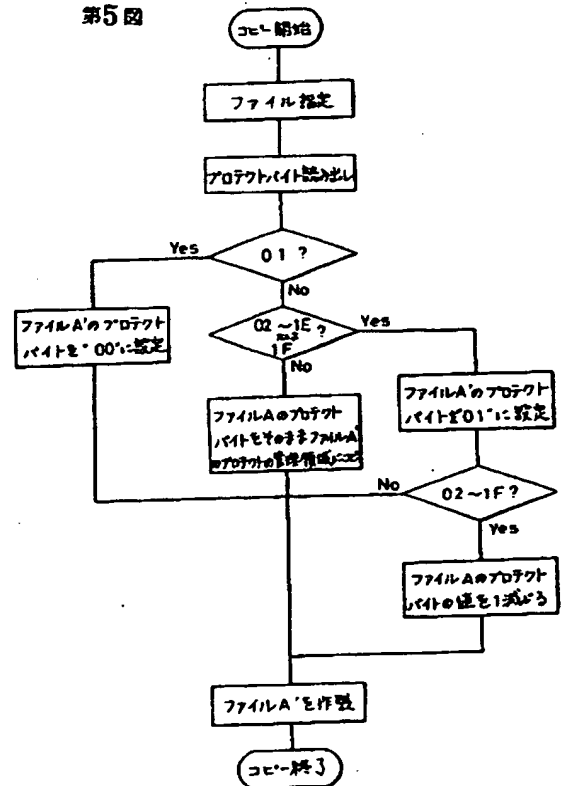 第5図
コピー開始
ファイル指定
プロテクトバイト読み出し
01?
Yes
No
ファイルA'のプロテクト
バイトを"00"に設定
02~1E
1F
?
Yes
No
ファイルA'のプロテクト
バイトを"01"に設定
ファイルAのプロテクト
バイトをそのままファイルA'
のプロテクトの管理領域にコピー
02~1F?
No
Yes
ファイルAのプロテクト
バイトの値を1減ずる
ファイルA'を作製
コピー終了